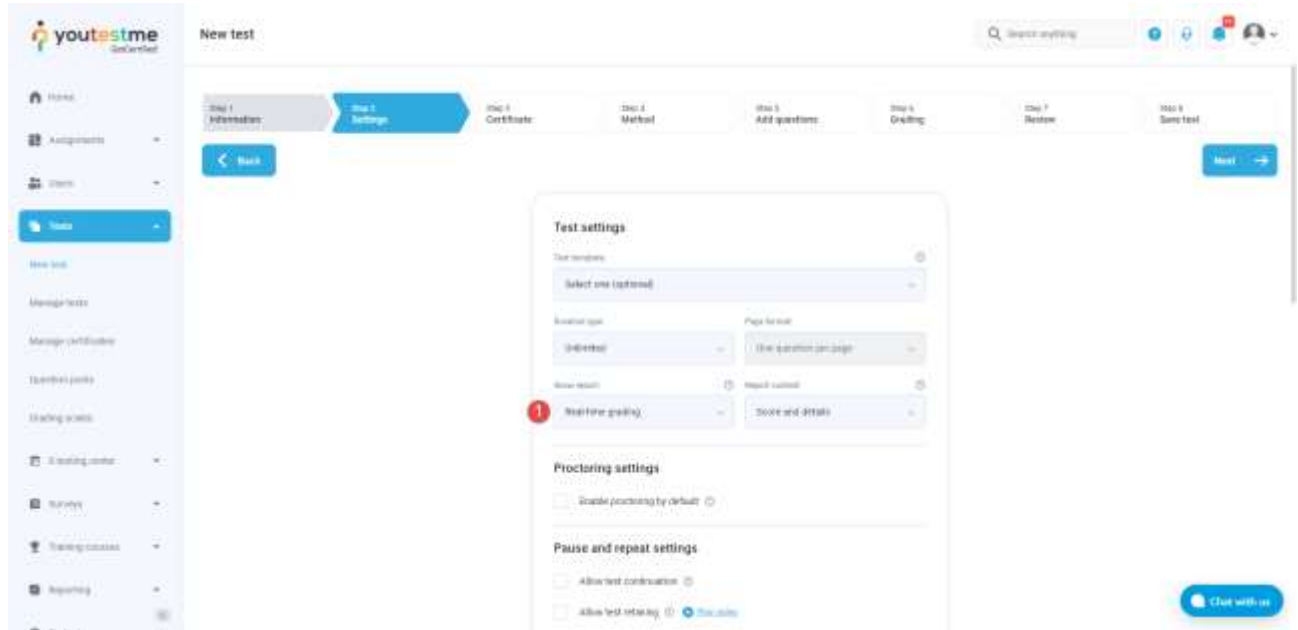 youtestme
GetCertified
New test
Search anything
Home
Assignments
Users
Tests
New test
Manage tests
Manage certificates
Question pools
Grading scales
E-testing center
Surveys
Training courses
Reporting
Step 1
Information
Step 2
Settings
Step 3
Certificate
Step 4
Method
Step 5
Add questions
Step 6
Grading
Step 7
Review
Step 8
Save test
Back
Next
Test settings
Test templates
Select one (optional)
Duration type
Page format
Unlimited
One question per page
Show report
Report content
1
Real-time grading
Score and details
Proctoring settings
Enable proctoring by default
Pause and repeat settings
Allow test continuation
Allow test retaking
Play video
Chat with us